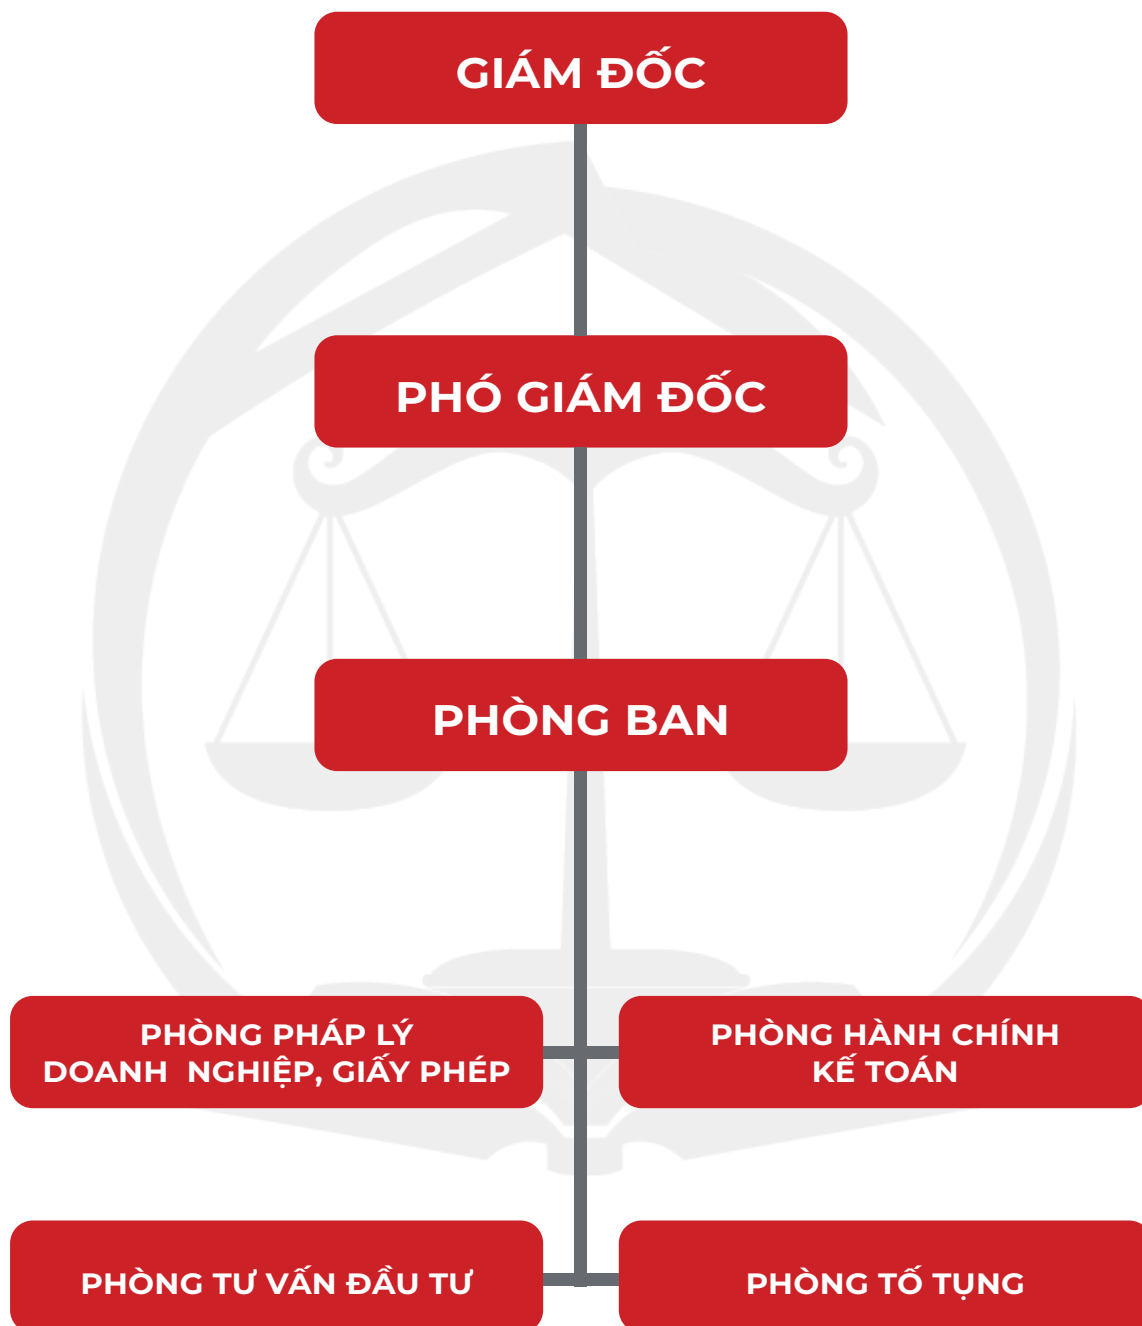 GIÁM ĐỐC
PHÓ GIÁM ĐỐC
PHÒNG BAN
PHÒNG PHÁP LÝ
DOANH  NGHIỆP, GIẤY PHÉP
PHÒNG HÀNH CHÍNH
KẾ TOÁN
PHÒNG TƯ VẤN ĐẦU TƯ
PHÒNG TỐ TỤNG